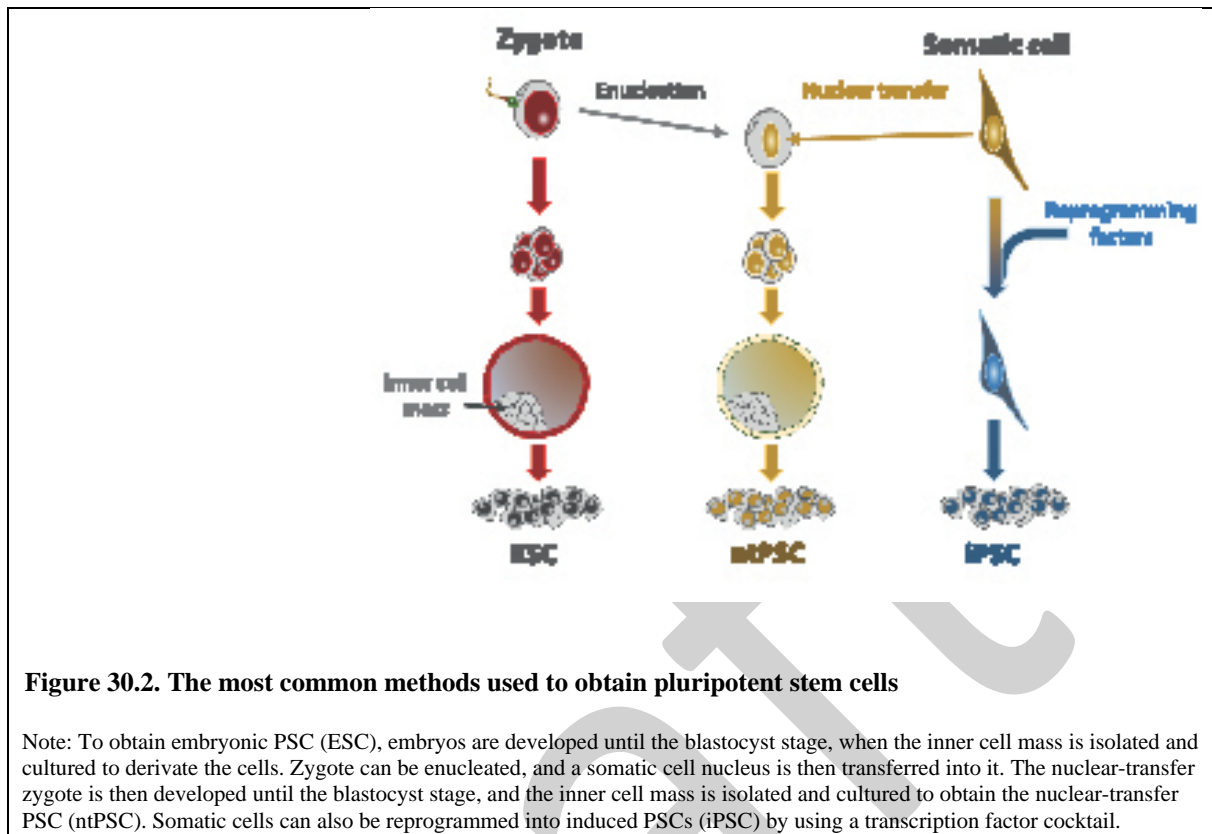 Zygote
Somatic cell
Enucleation
Nuclear transfer
Reprogramming
factors
Inner cell
mass
ESC
ntPSC
iPSC
Figure 30.2. The most common methods used to obtain pluripotent stem cells
Note: To obtain embryonic PSC (ESC), embryos are developed until the blastocyst stage, when the inner cell mass is isolated and
cultured to derivate the cells. Zygote can be enucleated, and a somatic cell nucleus is then transferred into it. The nuclear-transfer
zygote is then developed until the blastocyst stage, and the inner cell mass is isolated and cultured to obtain the nuclear-transfer
PSC (ntPSC). Somatic cells can also be reprogrammed into induced PSCs (iPSC) by using a transcription factor cocktail.